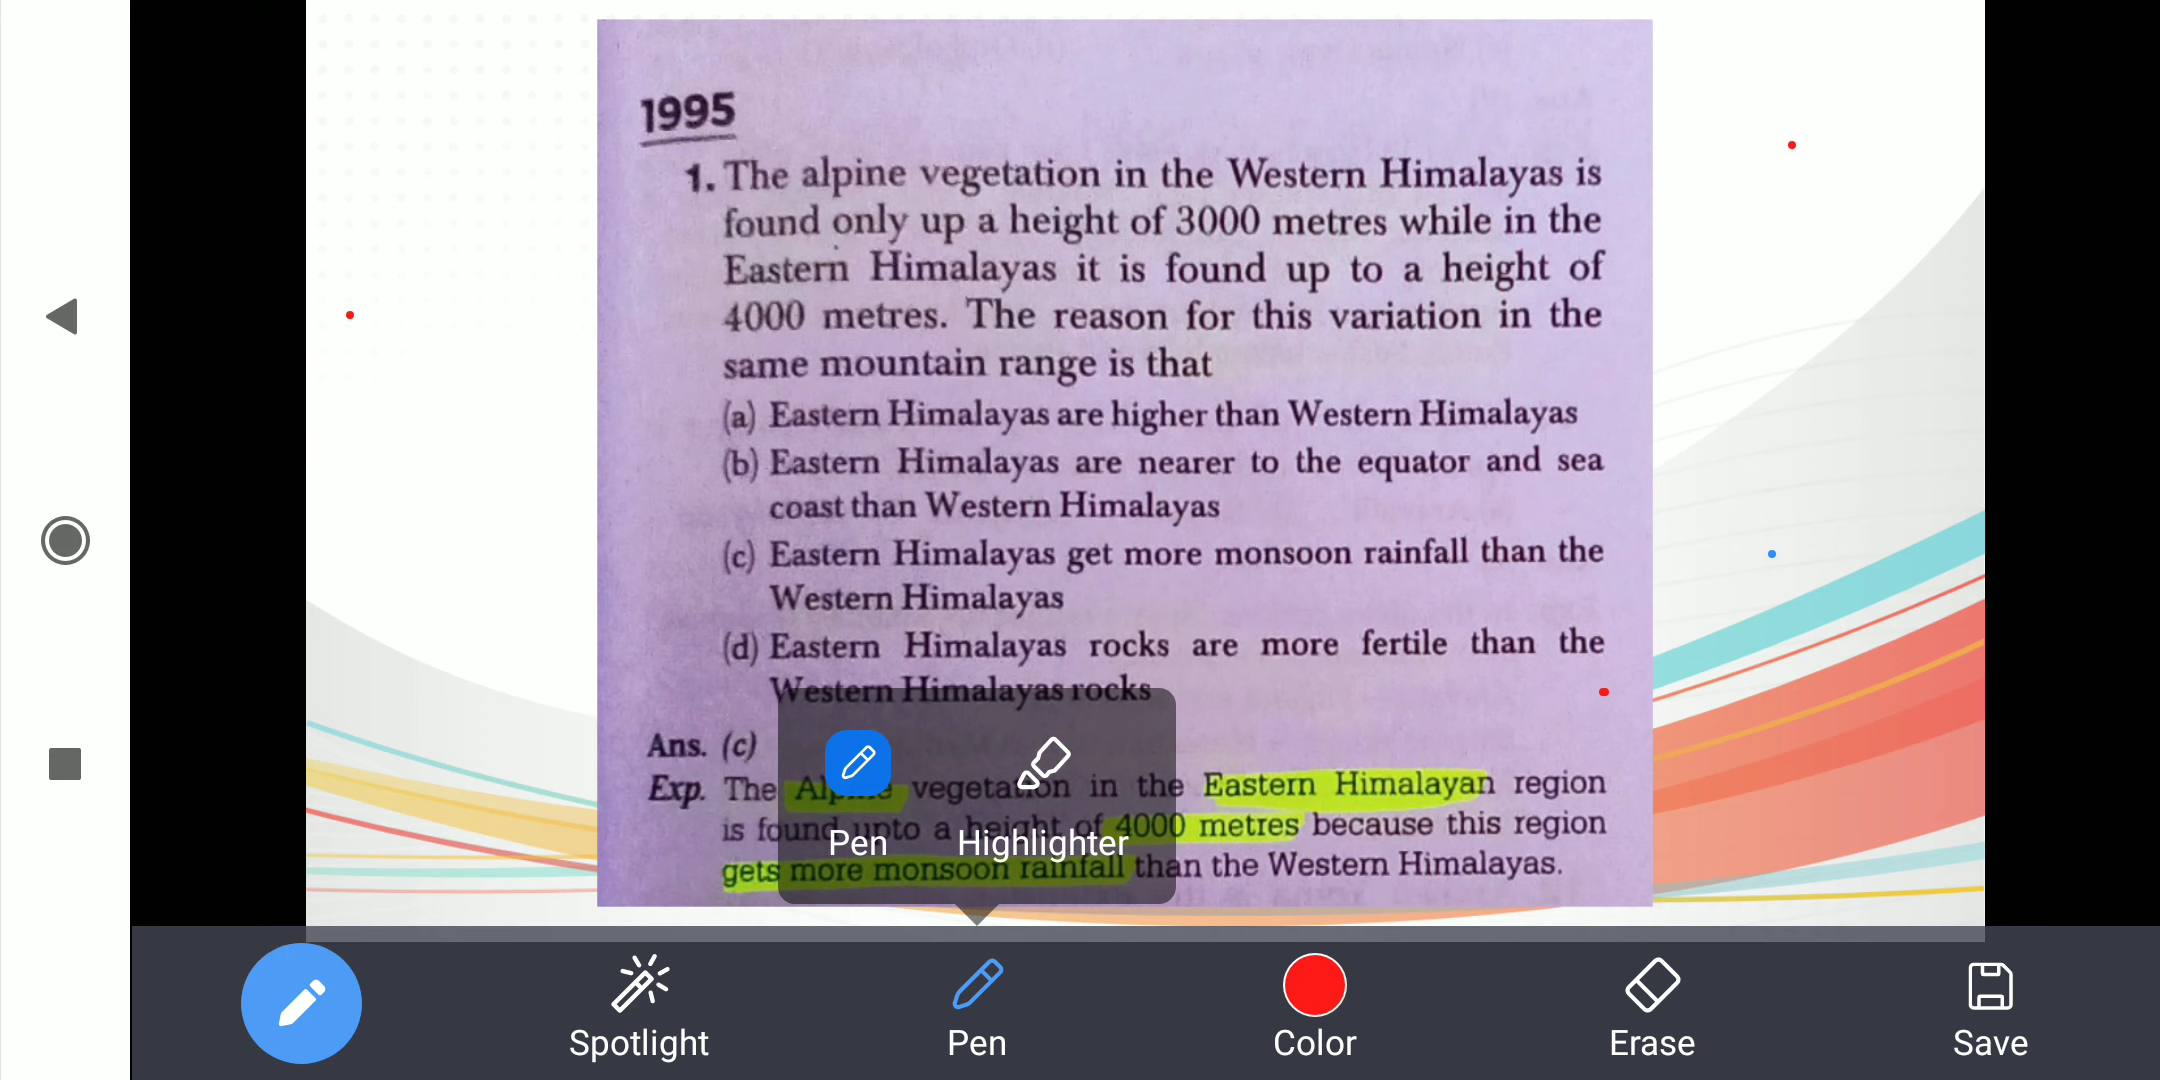 1995
1. The alpine vegetation in the Western Himalayas is
found only up a height of 3000 metres while in the
Eastern Himalayas it is found up to a height of
4000 metres. The reason for this variation in the
same mountain range is that
(a) Eastern Himalayas are higher than Western Himalayas
(b) Eastern Himalayas are nearer to the equator and sea
coast than Western Himalayas
(c) Eastern Himalayas get more monsoon rainfall than the
Western Himalayas
(d) Eastern Himalayas rocks are more fertile than the
Western Himalayas rocks
Ans. (c)
Exp. The Alpine vegetation in the Eastern Himalayan region
is found upto a height of 4000 metres because this region
gets more monsoon rainfall than the Western Himalayas.
Pen Highlighter
Spotlight Pen Color Erase Save